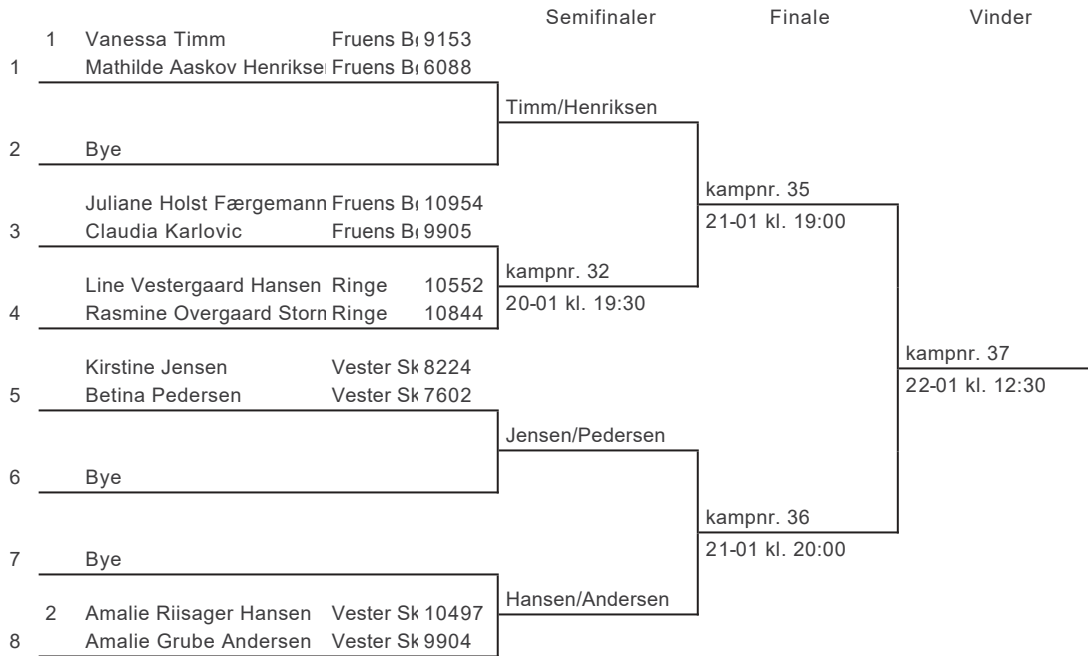 Semifinaler Finale Vinder
1 Vanessa Timm Fruens B 9153
1 Mathilde Aaskov Henrikse Fruens B 6088
Timm/Henriksen
2 Bye
kampnr. 35
Juliane Holst Færgemann Fruens B 10954
21-01 kl. 19:00
3 Claudia Karlovic Fruens B 9905
kampnr. 32
Line Vestergaard Hansen Ringe 10552
20-01 kl. 19:30
4 Rasmine Overgaard Stor Ringe 10844
kampnr. 37
Kirstine Jensen Vester Sk 8224
22-01 kl. 12:30
5 Betina Pedersen Vester Sk 7602
Jensen/Pedersen
6 Bye
kampnr. 36
21-01 kl. 20:00
7 Bye
Hansen/Andersen
2 Amalie Riisager Hansen Vester Sk 10497
8 Amalie Grube Andersen Vester Sk 9904